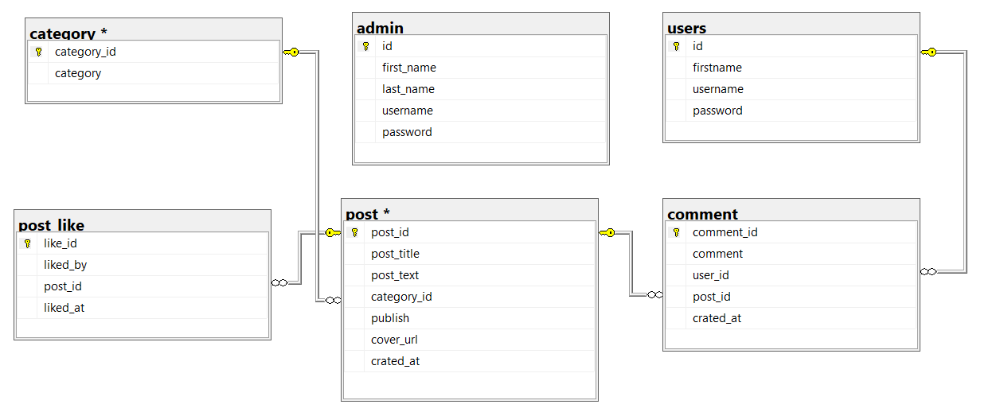 category *
category_id
category
admin
id
first_name
last_name
username
password
users
id
firstname
username
password
post_like
like_id
liked_by
post_id
liked_at
post *
post_id
post_title
post_text
category_id
publish
cover_url
crated_at
comment
comment_id
comment
user_id
post_id
crated_at